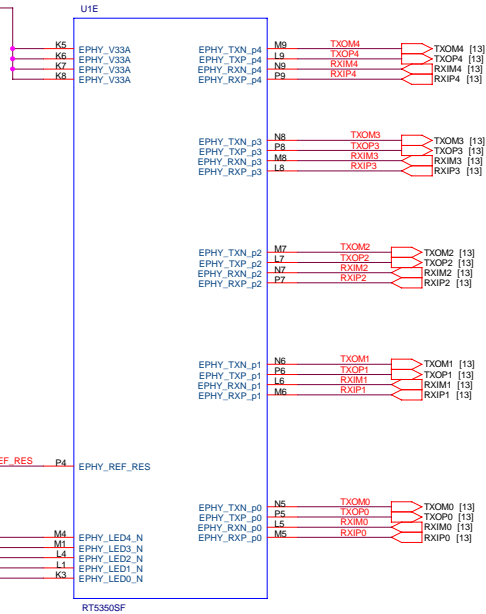 U1E
K5 EPHY_V33A EPHY_TXN_p4 M9 TXOM4 TXOM4 [13]
K6 EPHY_V33A EPHY_TXP_p4 L9 TXOP4 TXOP4 [13]
K7 EPHY_V33A EPHY_RXN_p4 N9 RXIM4 RXIM4 [13]
K8 EPHY_V33A EPHY_RXP_p4 P9 RXIP4 RXIP4 [13]
EPHY_TXN_p3 N8 TXOM3 TXOM3 [13]
EPHY_TXP_p3 P8 TXOP3 TXOP3 [13]
EPHY_RXN_p3 M8 RXIM3 RXIM3 [13]
EPHY_RXP_p3 L8 RXIP3 RXIP3 [13]
EPHY_TXN_p2 M7 TXOM2 TXOM2 [13]
EPHY_TXP_p2 L7 TXOP2 TXOP2 [13]
EPHY_RXN_p2 N7 RXIM2 RXIM2 [13]
EPHY_RXP_p2 P7 RXIP2 RXIP2 [13]
EPHY_TXN_p1 N6 TXOM1 TXOM1 [13]
EPHY_TXP_p1 P6 TXOP1 TXOP1 [13]
EPHY_RXN_p1 L6 RXIM1 RXIM1 [13]
EPHY_RXP_p1 M6 RXIP1 RXIP1 [13]
EF_RES P4 EPHY_REF_RES
EPHY_TXN_p0 N5 TXOM0 TXOM0 [13]
EPHY_TXP_p0 P5 TXOP0 TXOP0 [13]
EPHY_RXN_p0 L5 RXIM0 RXIM0 [13]
EPHY_RXP_p0 M5 RXIP0 RXIP0 [13]
M4 EPHY_LED4_N
M1 EPHY_LED3_N
L4 EPHY_LED2_N
L1 EPHY_LED1_N
K3 EPHY_LED0_N
RT5350SF